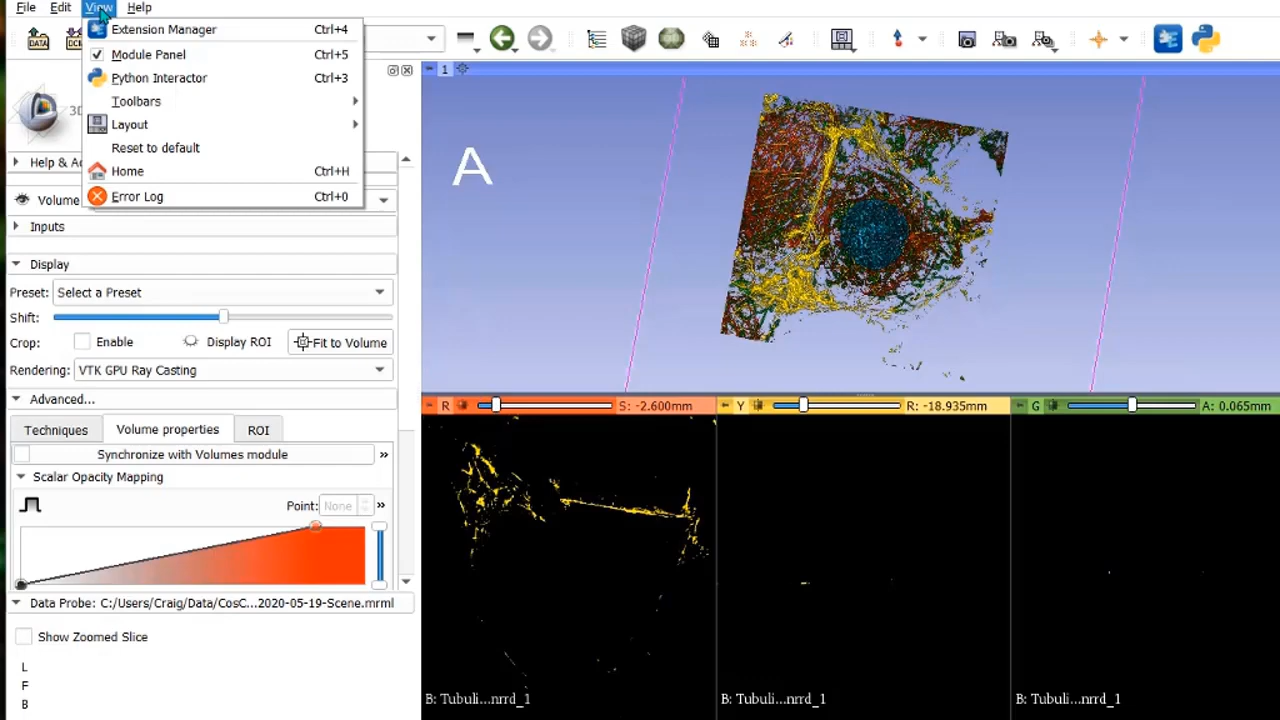 File Edit View Help
Extension Manager Ctrl+4
Module Panel Ctrl+5
Python Interactor Ctrl+3
Toolbars
Layout
Reset to default
Home Ctrl+H
Error Log Ctrl+0
DATA
1
A
Volume
Inputs
Display
Preset: Select a Preset
Shift:
Crop: Enable Display ROI Fit to Volume
Rendering: VTK GPU Ray Casting
Advanced...
Techniques Volume properties ROI
Synchronize with Volumes module »
Scalar Opacity Mapping
Point: None »
Data Probe: C:/Users/Craig/Data/CosC...2020-05-19-Scene.mrml
Show Zoomed Slice
L
F
B
R S: -2.600mm
Y R: -18.935mm
G A: 0.065mm
B: Tubuli...nrrd_1
B: Tubuli...nrrd_1
B: Tubuli...nrrd_1